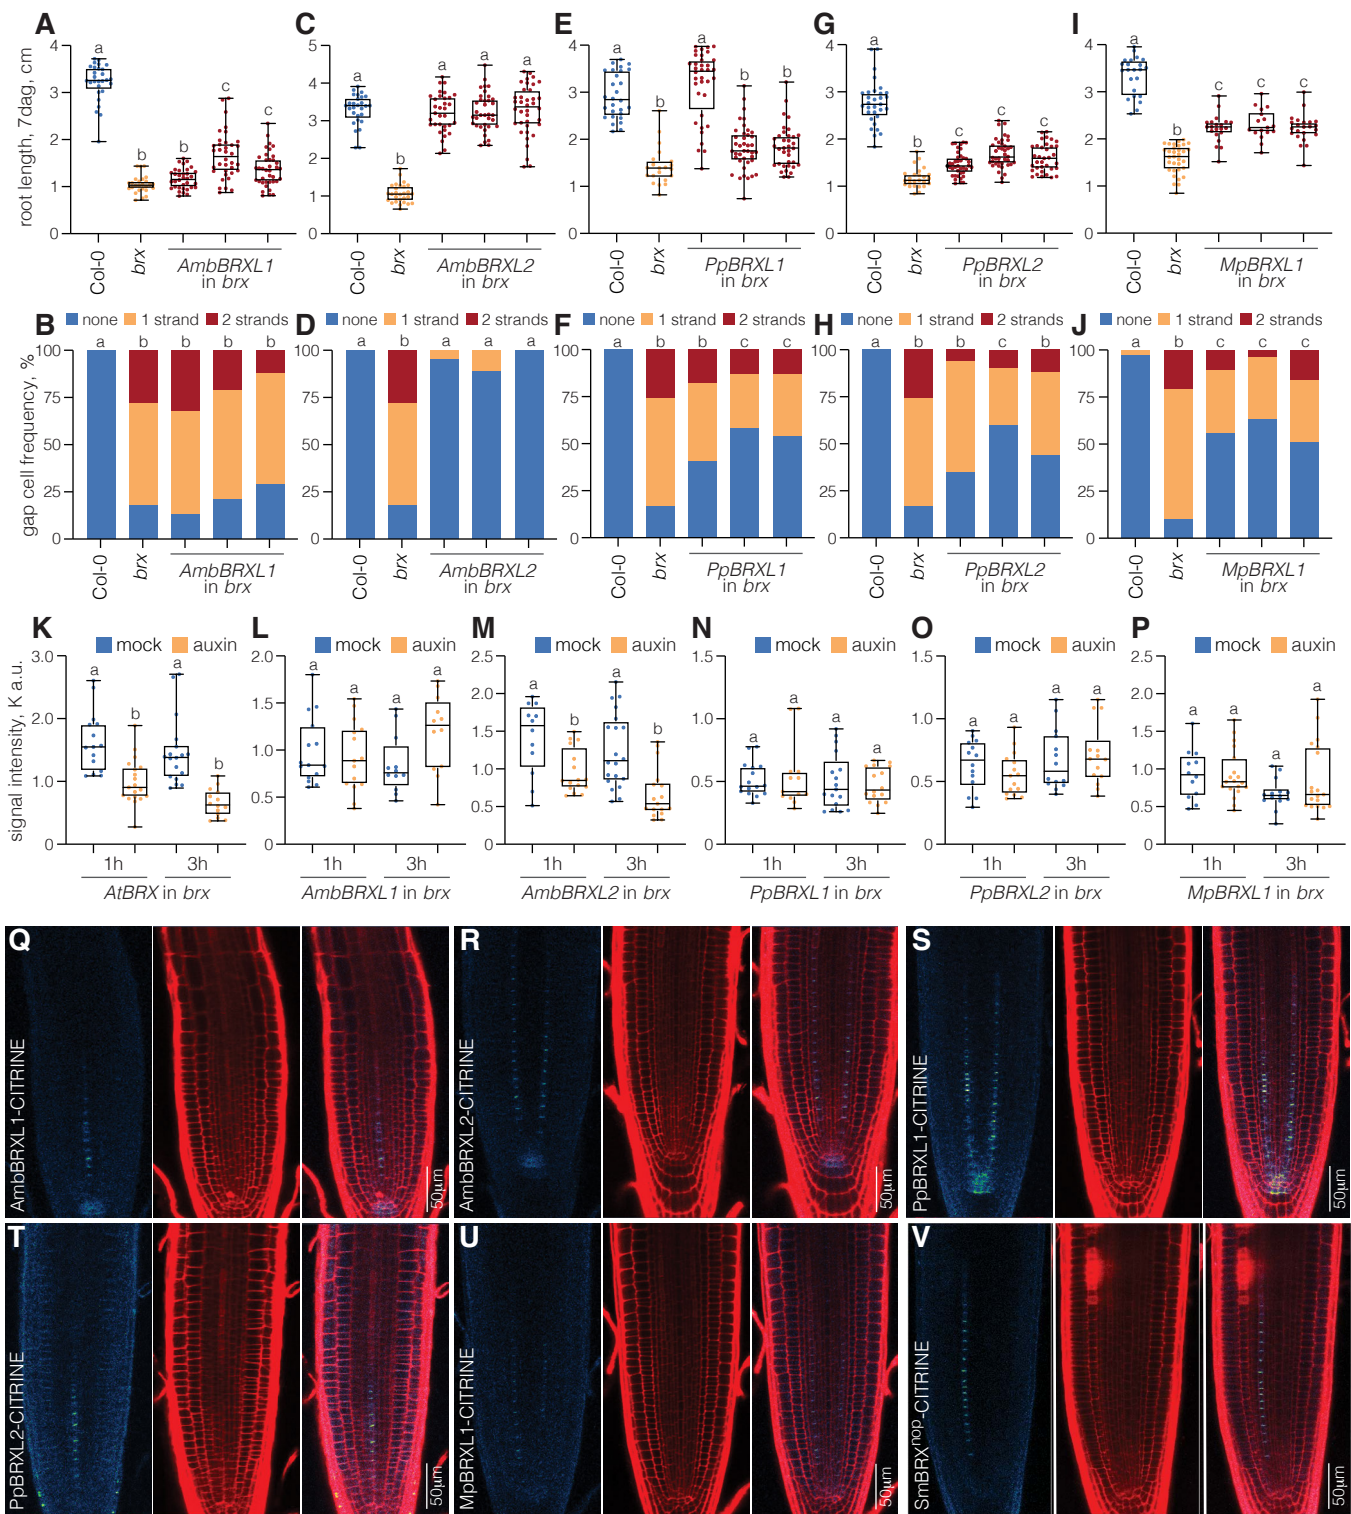 A
C
E
G
I
root length, 7dag, cm
4
3
2
1
0
a
b
b
c
c
Col-0
brx
AmbBRXL1
in brx
5
4
3
2
1
0
a
b
a
a
a
Col-0
brx
AmbBRXL2
in brx
4
3
2
1
0
a
b
a
b
b
Col-0
brx
PpBRXL1
in brx
4
3
2
1
0
a
b
c
c
c
Col-0
brx
PpBRXL2
in brx
4
3
2
1
0
a
b
c
c
c
Col-0
brx
MpBRXL1
in brx
B none 1 strand 2 strands
gap cell frequency, %
100
75
50
25
0
a b b b b
Col-0
brx
AmbBRXL1
in brx
D none 1 strand 2 strands
100
75
50
25
0
a b a a a
Col-0
brx
AmbBRXL2
in brx
F none 1 strand 2 strands
100
75
50
25
0
a b b c c
Col-0
brx
PpBRXL1
in brx
H none 1 strand 2 strands
100
75
50
25
0
a b b c b
Col-0
brx
PpBRXL2
in brx
J none 1 strand 2 strands
100
75
50
25
0
a b c c c
Col-0
brx
MpBRXL1
in brx
K
mock auxin
signal intensity, K a.u.
3.0
2.0
1.0
0
a
b
a
b
1h 3h
AtBRX in brx
L
mock auxin
2.0
1.5
1.0
0.5
0
a
a
a
a
1h 3h
AmbBRXL1 in brx
M
mock auxin
2.5
2.0
1.5
1.0
0.5
0
a
b
a
b
1h 3h
AmbBRXL2 in brx
N
mock auxin
1.5
1.0
0.5
0
a
a
a
a
1h 3h
PpBRXL1 in brx
O
mock auxin
1.5
1.0
0.5
0
a
a
a
a
1h 3h
PpBRXL2 in brx
P
mock auxin
2.5
2.0
1.5
1.0
0.5
0
a
a
a
a
1h 3h
MpBRXL1 in brx
Q
AmbBRXL1-CITRINE
50μm
R
AmbBRXL2-CITRINE
50μm
S
PpBRXL1-CITRINE
50μm
T
PpBRXL2-CITRINE
50μm
U
MpBRXL1-CITRINE
50μm
V
SmBRXnop-CITRINE
50μm